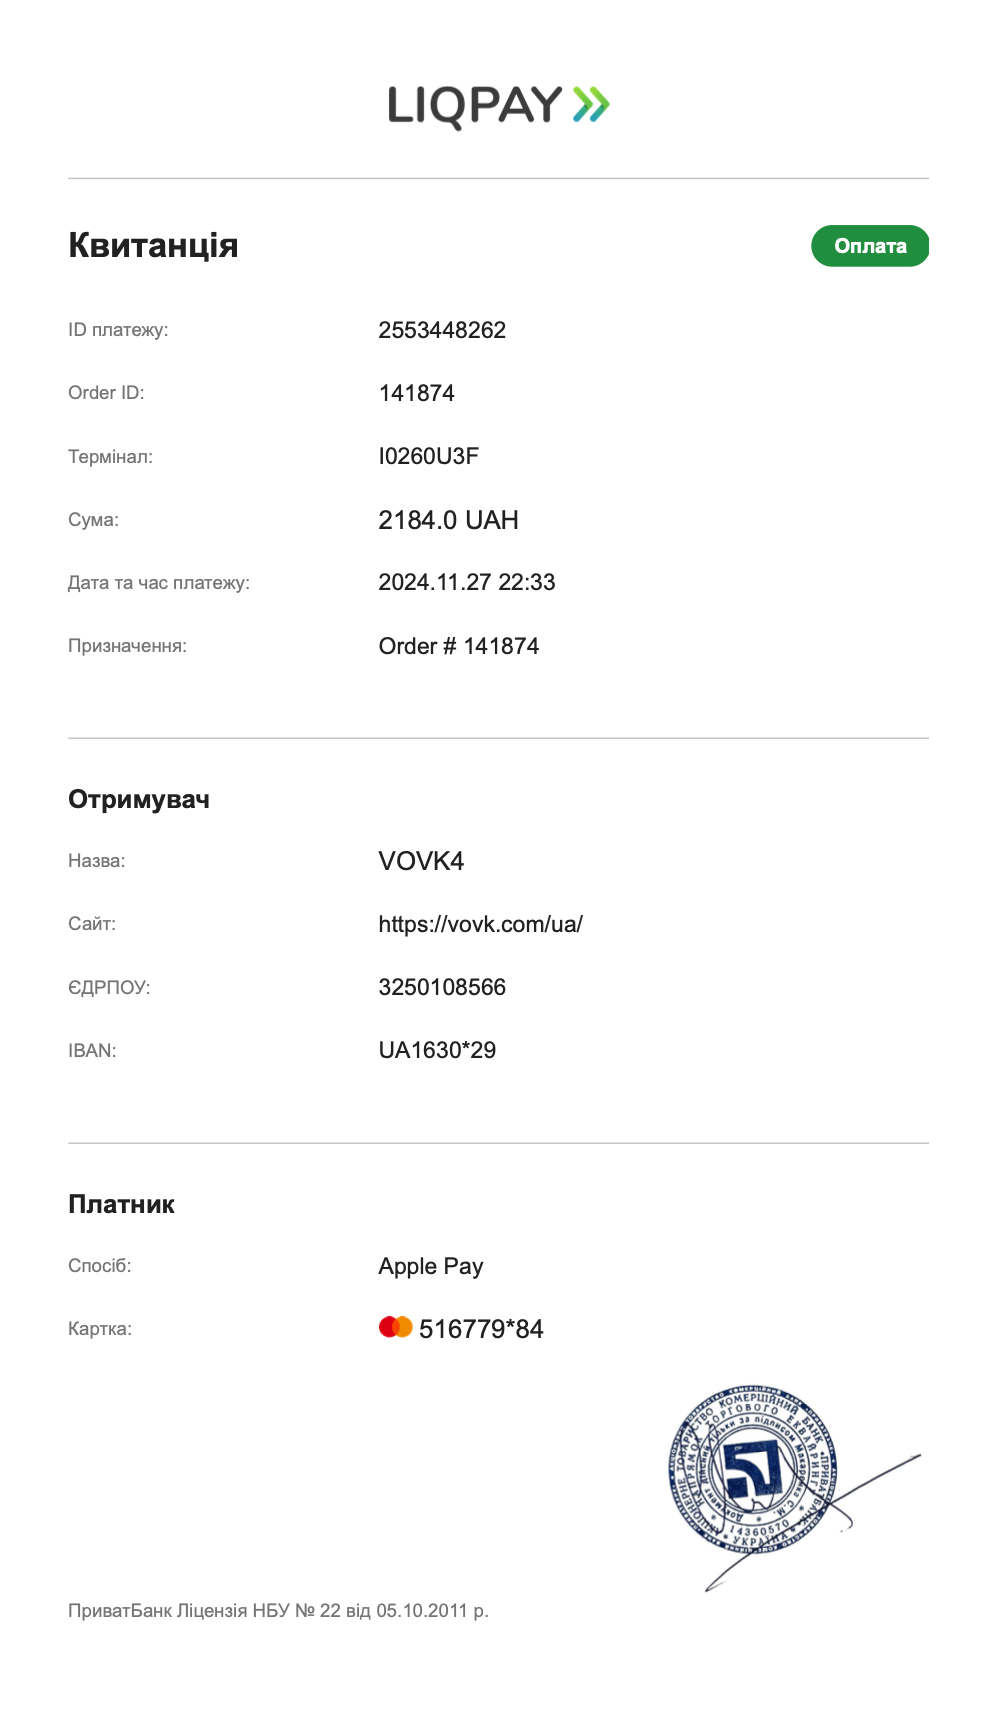 LIQPAY
Квитанція
Оплата
ID платежу: 2553448262
Order ID: 141874
Термінал: I0260U3F
Сума: 2184.0 UAH
Дата та час платежу: 2024.11.27 22:33
Призначення: Order # 141874
Отримувач
Назва: VOVK4
Сайт: https://vovk.com/ua/
ЄДРПОУ: 3250108566
IBAN: UA1630*29
Платник
Спосіб: Apple Pay
Картка: 516779*84
АКЦІОНЕРНЕ ТОВАРИСТВО КОМЕРЦІЙНИЙ БАНК «ПРИВАТБАНК»
НАПРЯМОК ТОРГОВОГО ЕКВАЙРИНГУ
Документ дійсний тільки за підписом Макаренко С.М.
* 14360570 *
* УКРАЇНА *
ПриватБанк Ліцензія НБУ № 22 від 05.10.2011 р.